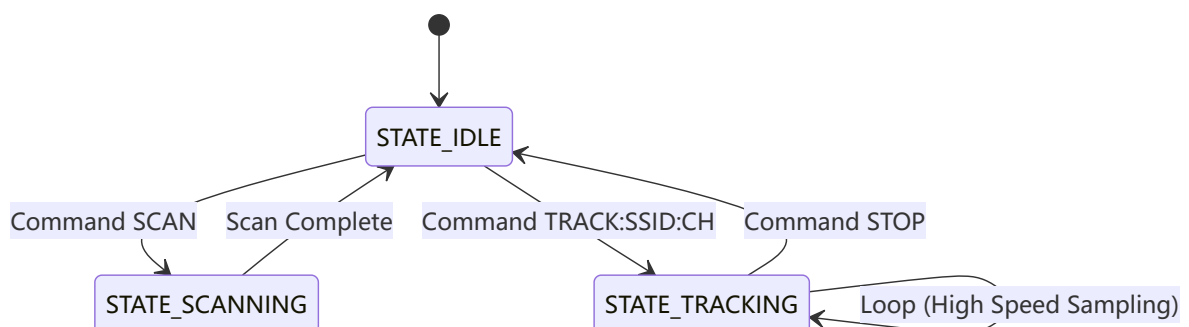 STATE_IDLE
Command SCAN
Scan Complete
Command TRACK:SSID:CH
Command STOP
STATE_SCANNING
STATE_TRACKING
Loop (High Speed Sampling)